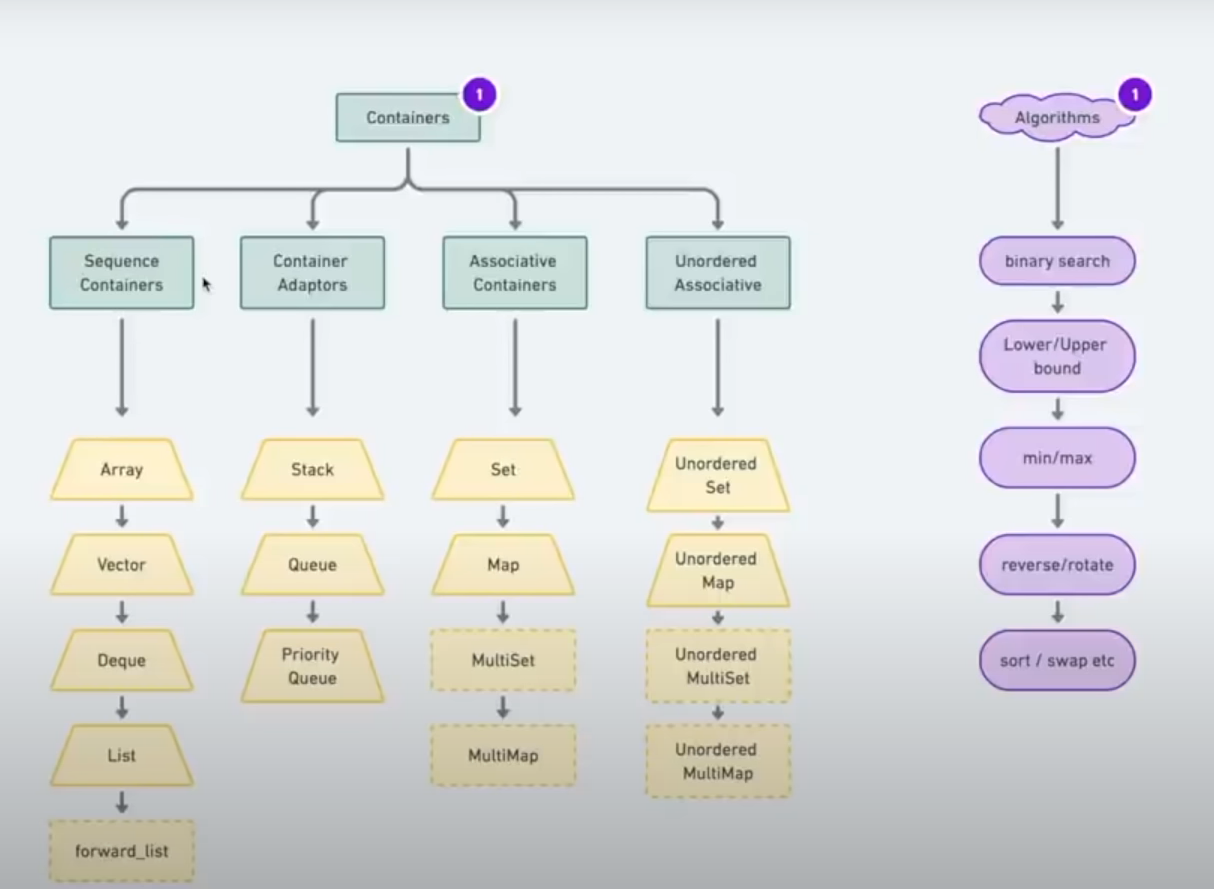 Containers
1
Sequence
Containers
Container
Adaptors
Associative
Containers
Unordered
Associative
Array
Vector
Deque
List
forward_list
Stack
Queue
Priority
Queue
Set
Map
MultiSet
MultiMap
Unordered
Set
Unordered
Map
Unordered
MultiSet
Unordered
MultiMap
Algorithms
1
binary search
Lower/Upper
bound
min/max
reverse/rotate
sort / swap etc